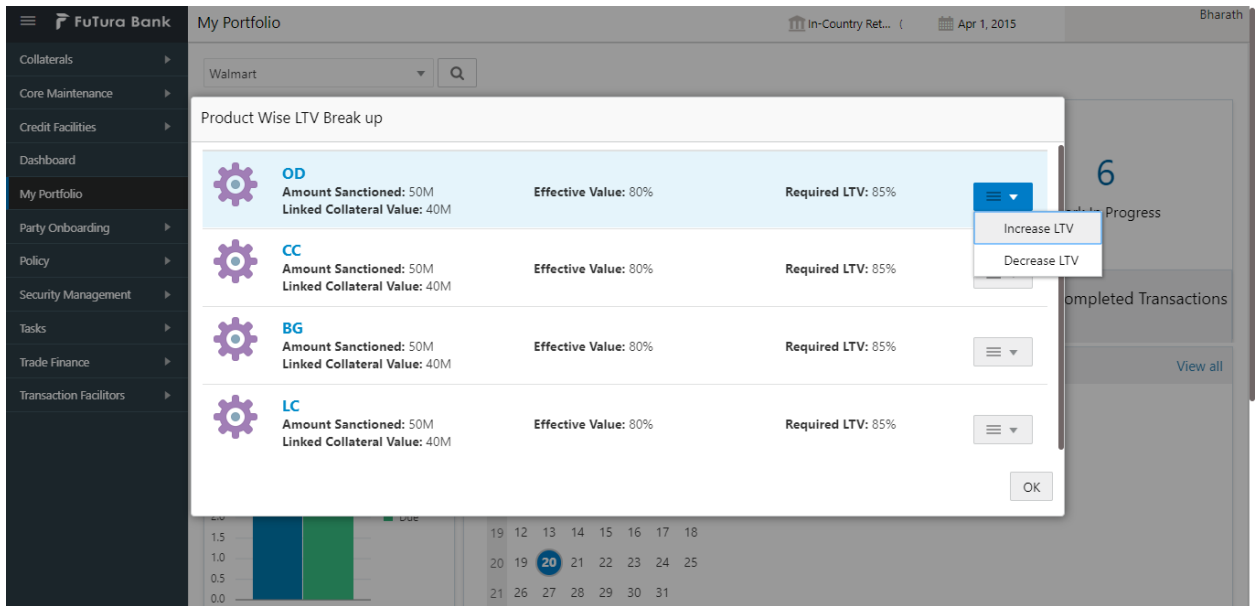 FuTura Bank
My Portfolio
In-Country Ret... (
Apr 1, 2015
Bharath
Collaterals
Core Maintenance
Credit Facilities
Dashboard
My Portfolio
Party Onboarding
Policy
Security Management
Tasks
Trade Finance
Transaction Facilitors
Walmart
Product Wise LTV Break up
OD
Amount Sanctioned: 50M Effective Value: 80% Required LTV: 85%
Linked Collateral Value: 40M
Increase LTV
Decrease LTV
CC
Amount Sanctioned: 50M Effective Value: 80% Required LTV: 85%
Linked Collateral Value: 40M
BG
Amount Sanctioned: 50M Effective Value: 80% Required LTV: 85%
Linked Collateral Value: 40M
LC
Amount Sanctioned: 50M Effective Value: 80% Required LTV: 85%
Linked Collateral Value: 40M
OK
6
Progress
ompleted Transactions
View all
2.0
Due
1.5
1.0
0.5
0.0
19 12 13 14 15 16 17 18
20 19 20 21 22 23 24 25
21 26 27 28 29 30 31